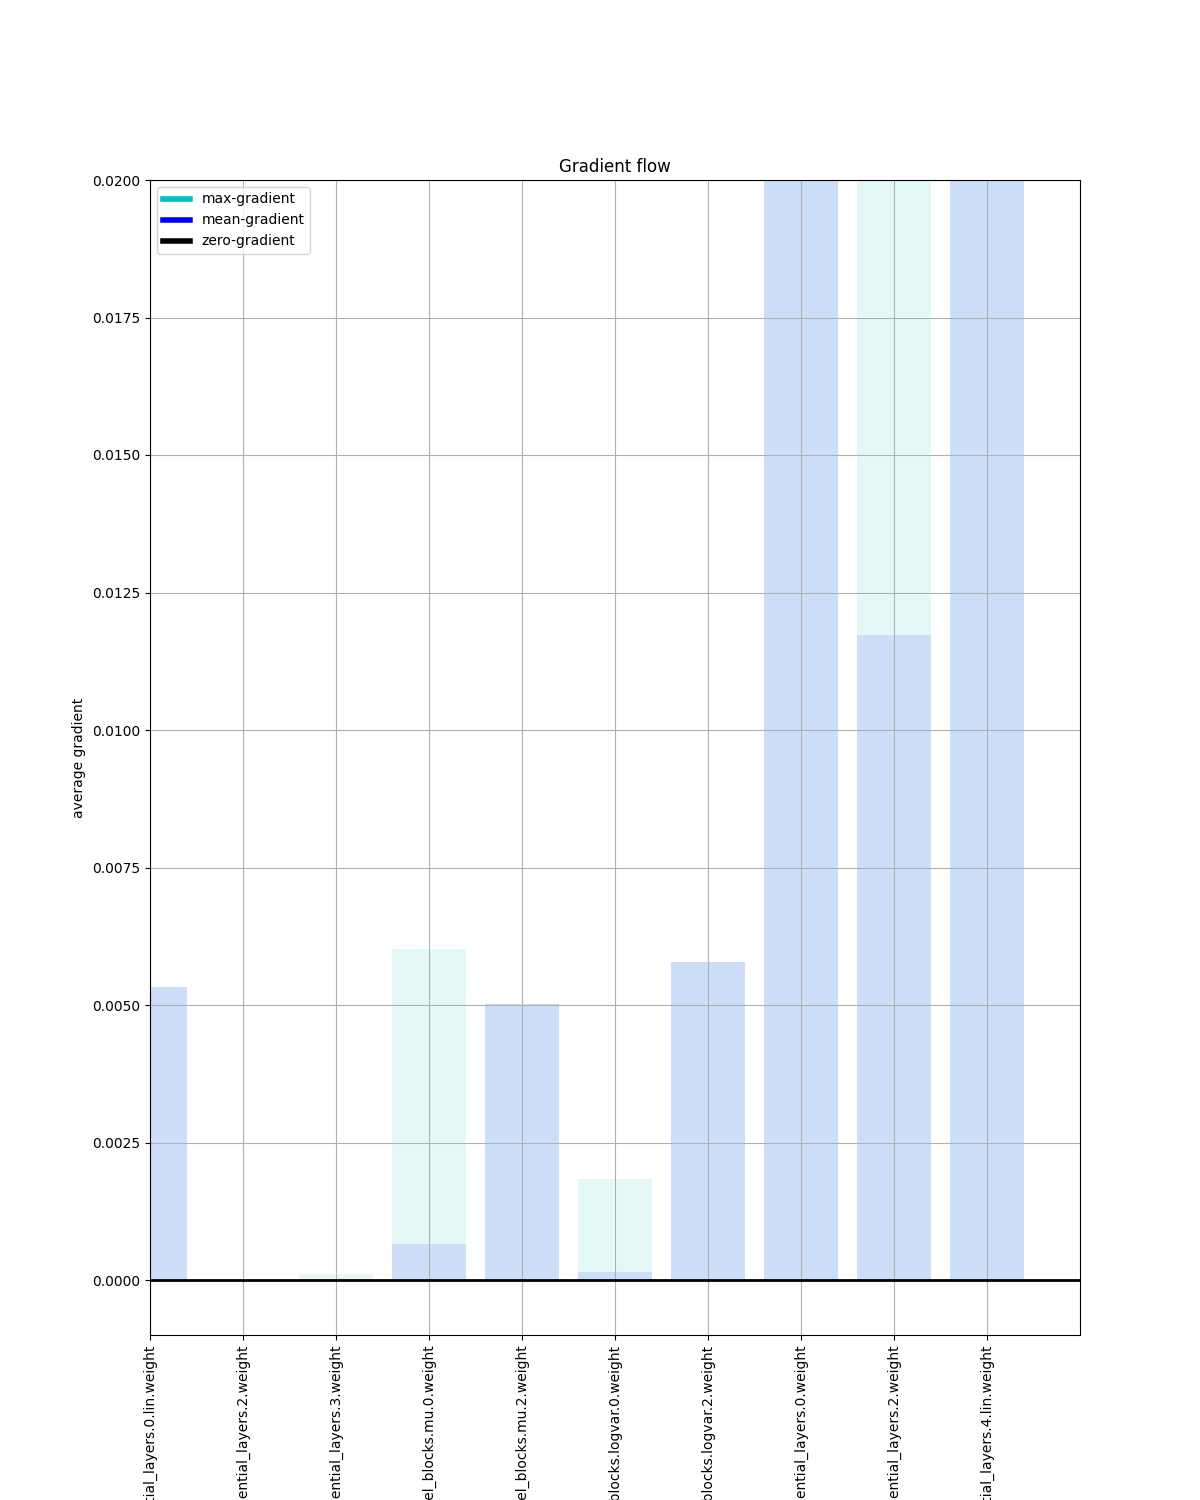 Gradient flow
max-gradient
mean-gradient
zero-gradient
average gradient
0.0200
0.0175
0.0150
0.0125
0.0100
0.0075
0.0050
0.0025
0.0000
tial_layers.0.lin.weight
ential_layers.2.weight
ential_layers.3.weight
el_blocks.mu.0.weight
el_blocks.mu.2.weight
blocks.logvar.0.weight
blocks.logvar.2.weight
ential_layers.0.weight
ential_layers.2.weight
tial_layers.4.lin.weight